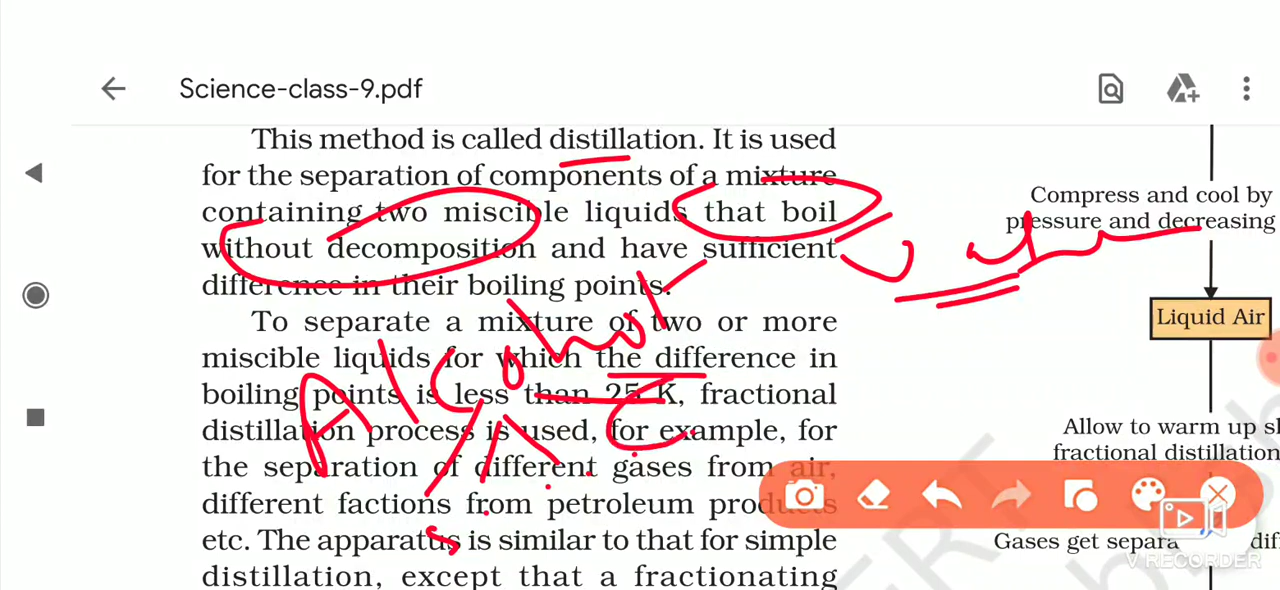 Science-class-9.pdf
This method is called distillation. It is used
for the separation of components of a mixture
containing two miscible liquids that boil
without decomposition and have sufficient
difference in their boiling points.
To separate a mixture of two or more
miscible liquids for which the difference in
boiling points is less than 25 K, fractional
distillation process is used, for example, for
the separation of different gases from air,
different factions from petroleum products
etc. The apparatus is similar to that for simple
distillation, except that a fractionating
Alcohol
Compress and cool by
pressure and decreasing
Liquid Air
Allow to warm up sl
fractional distillation
Gases get separa
V RECORDER